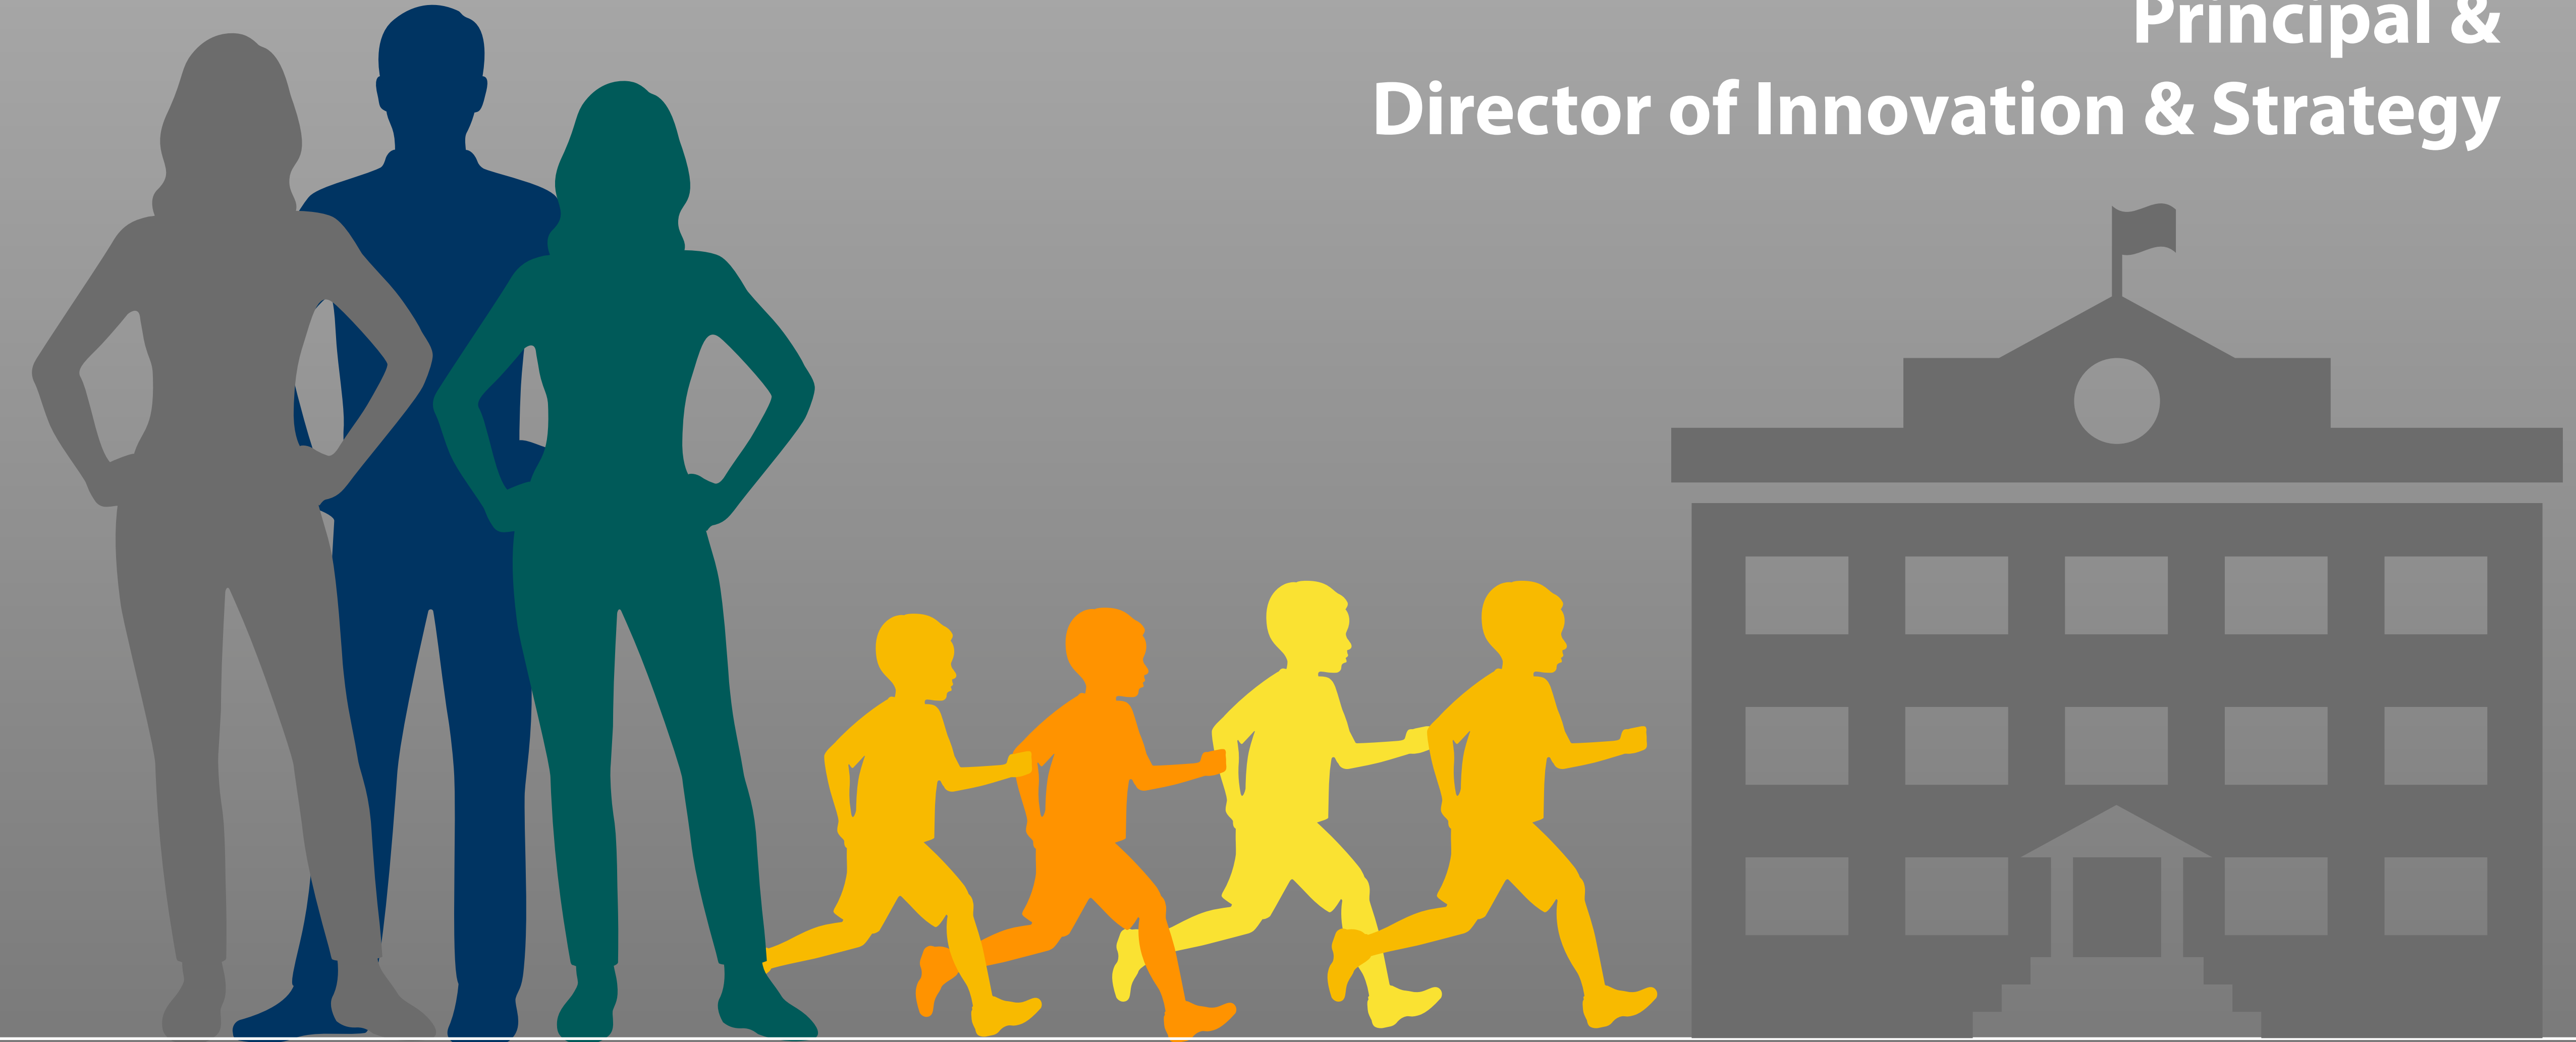 Principal &
Director of Innovation & Strategy